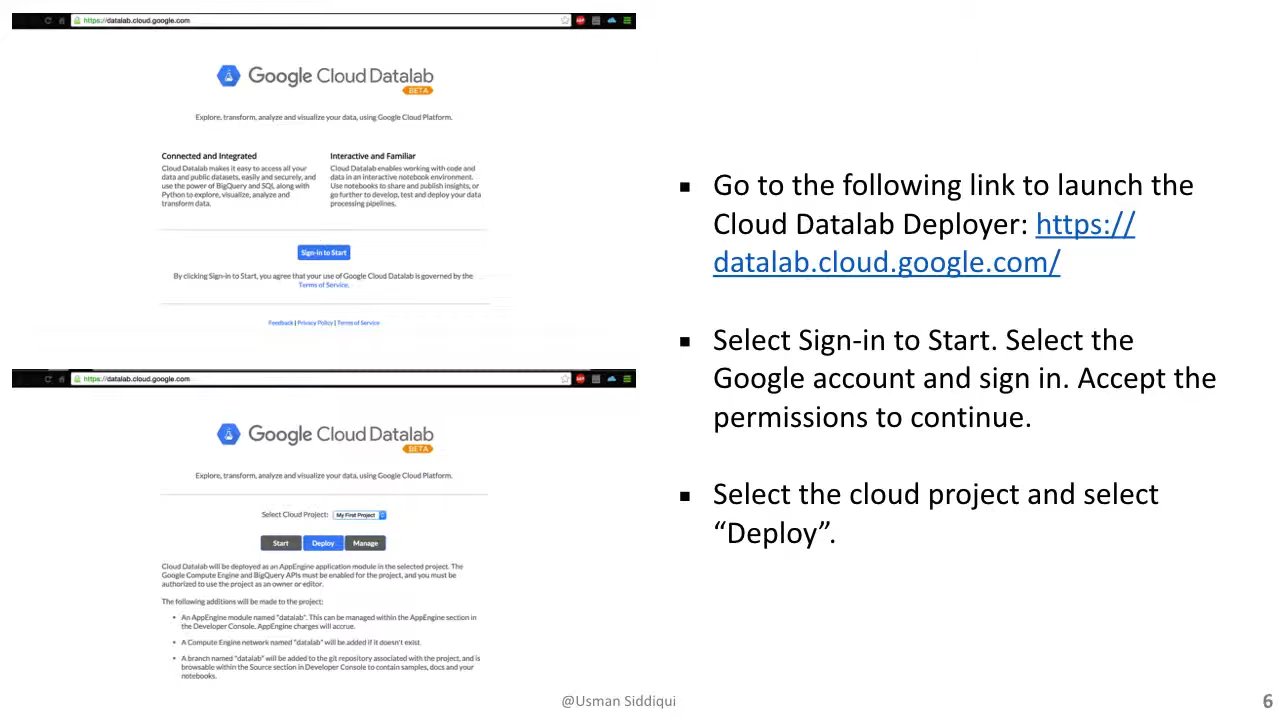 https://datalab.cloud.google.com
Google Cloud Datalab
BETA
Explore, transform, analyze and visualize your data, using Google Cloud Platform.
Connected and Integrated
Cloud Datalab makes it easy to access all your
data and public datasets, easily and securely, and
use the power of BigQuery and SQL along with
Python to explore, visualize, analyze and
transform data.
Interactive and Familiar
Cloud Datalab enables working with code and
data in an interactive notebook environment.
Use notebooks to share and publish insights, or
go further to develop, test and deploy your data
processing pipelines.
Sign-in to Start
By clicking Sign-in to Start, you agree that your use of Google Cloud Datalab is governed by the
Terms of Service.
Feedback | Privacy Policy | Terms of Service
https://datalab.cloud.google.com
Google Cloud Datalab
BETA
Explore, transform, analyze and visualize your data, using Google Cloud Platform.
Select Cloud Project: My First Project
Start Deploy Manage
Cloud Datalab will be deployed as an AppEngine application module in the selected project. The
Google Compute Engine and BigQuery APIs must be enabled for the project, and you must be
authorized to use the project as an owner or editor.
The following additions will be made to the project:
• An AppEngine module named "datalab". This can be managed within the AppEngine section in
the Developer Console. AppEngine charges will accrue.
• A Compute Engine network named "datalab" will be added if it doesn't exist.
• A branch named "datalab" will be added to the git repository associated with the project, and is
browsable within the Source section in Developer Console to contain samples, docs and your
notebooks.
▪ Go to the following link to launch the
Cloud Datalab Deployer: https://
datalab.cloud.google.com/
▪ Select Sign-in to Start. Select the
Google account and sign in. Accept the
permissions to continue.
▪ Select the cloud project and select
“Deploy”.
@Usman Siddiqui
6